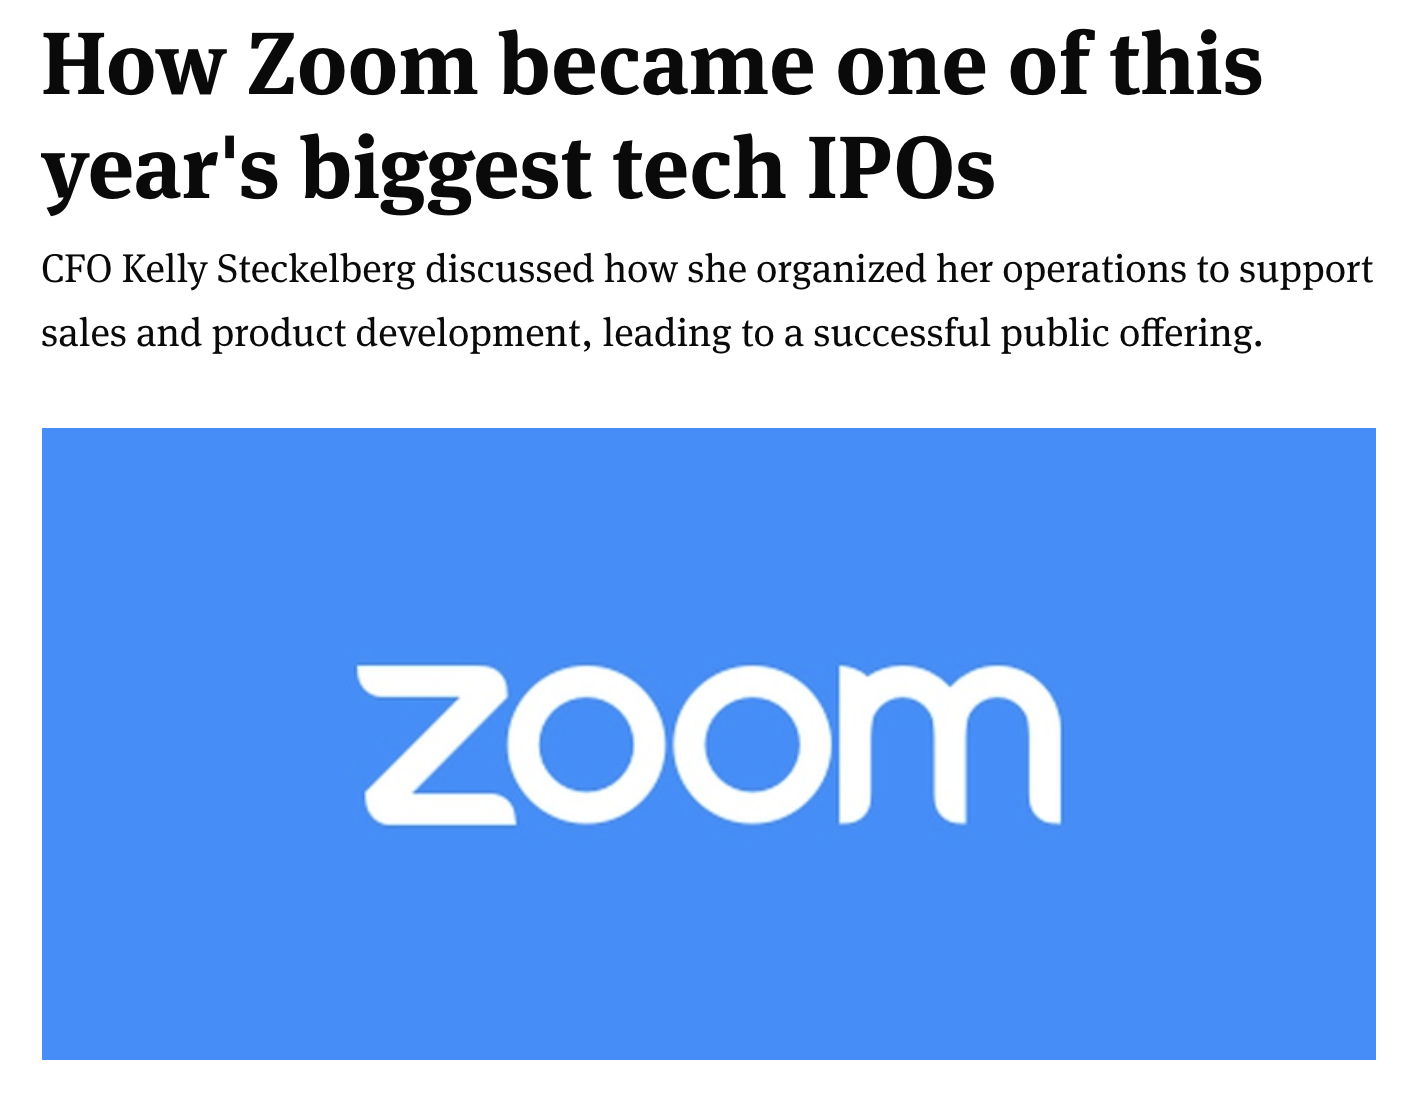 How Zoom became one of this
year's biggest tech IPOs
CFO Kelly Steckelberg discussed how she organized her operations to support
sales and product development, leading to a successful public offering.
zoom